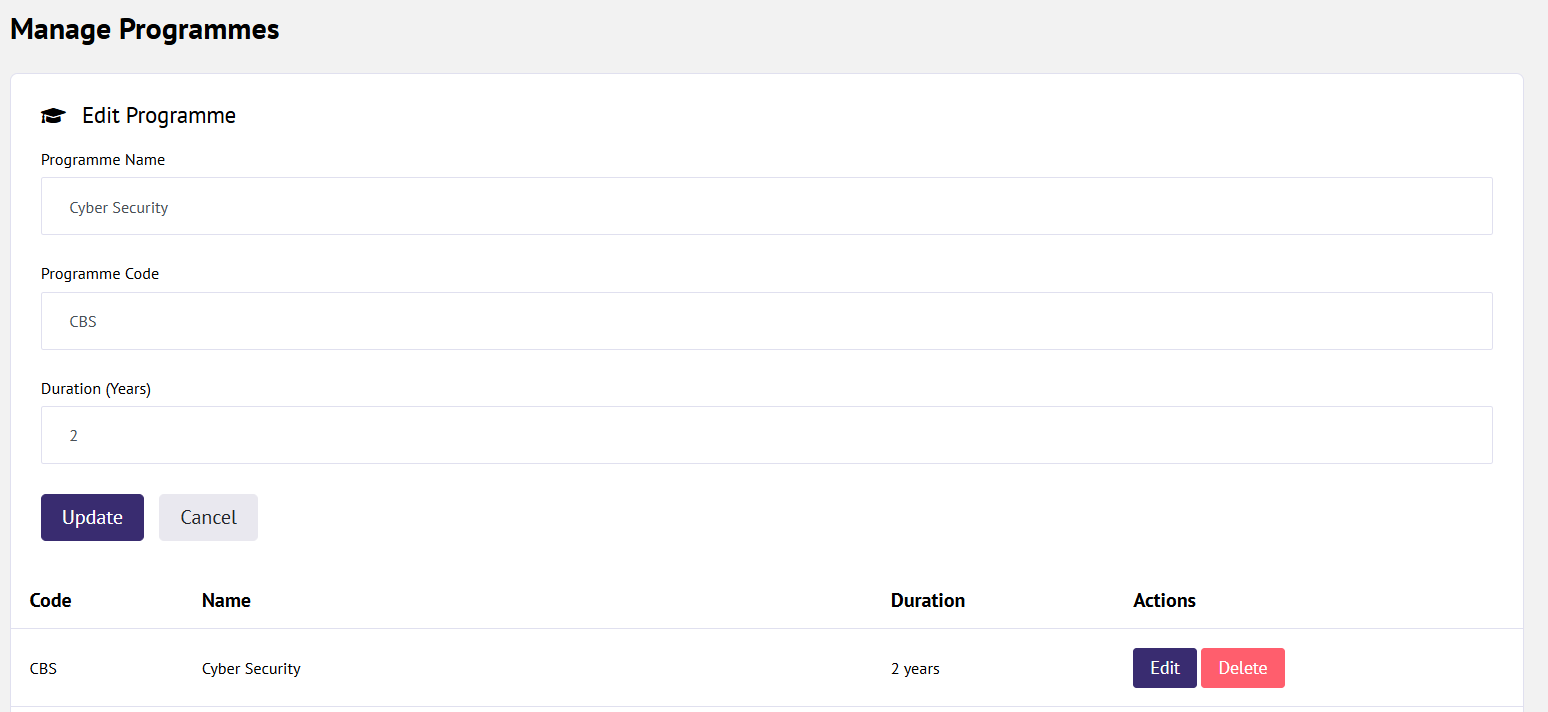 Manage Programmes
Edit Programme
Programme Name
Cyber Security
Programme Code
CBS
Duration (Years)
2
Update Cancel
Code Name Duration Actions
CBS Cyber Security 2 years Edit Delete